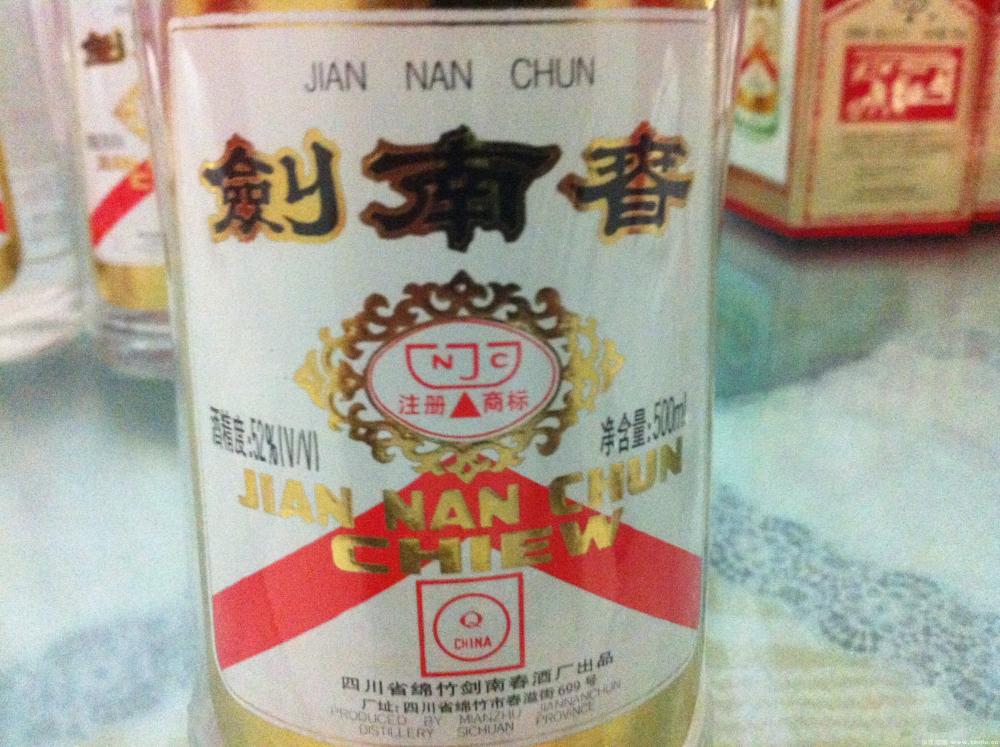 JIAN NAN CHUN
劍南春
N J C
注册 商标
酒精度:52%(V/V)
净含量:500ml
JIAN NAN CHUN
CHIEW
Q
CHINA
四川省绵竹剑南春酒厂出品
厂址:四川省绵竹市春溢街699号
PRODUCED BY MIANZHU JIANNANCHUN
DISTILLERY SICHUAN PROVINCE
劍